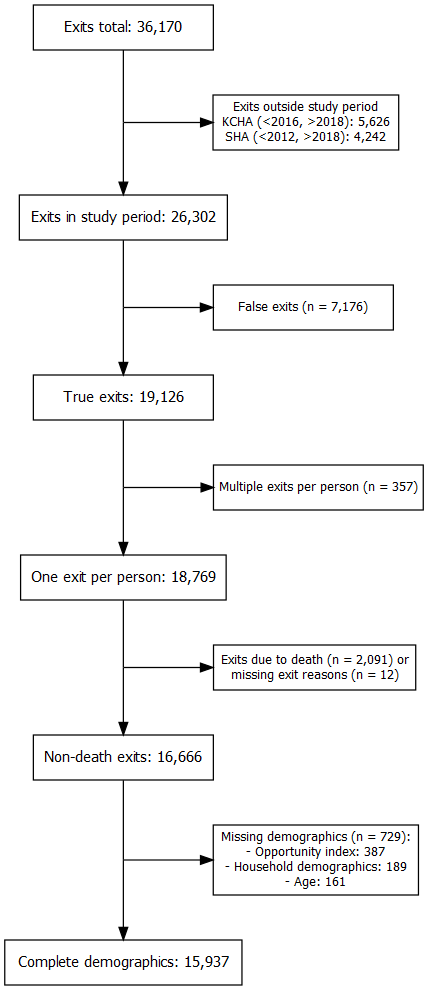 Exits total: 36,170
Exits outside study period
KCHA (<2016, >2018): 5,626
SHA (<2012, >2018): 4,242
Exits in study period: 26,302
False exits (n = 7,176)
True exits: 19,126
Multiple exits per person (n = 357)
One exit per person: 18,769
Exits due to death (n = 2,091) or
missing exit reasons (n = 12)
Non-death exits: 16,666
Missing demographics (n = 729):
- Opportunity index: 387
- Household demographics: 189
- Age: 161
Complete demographics: 15,937